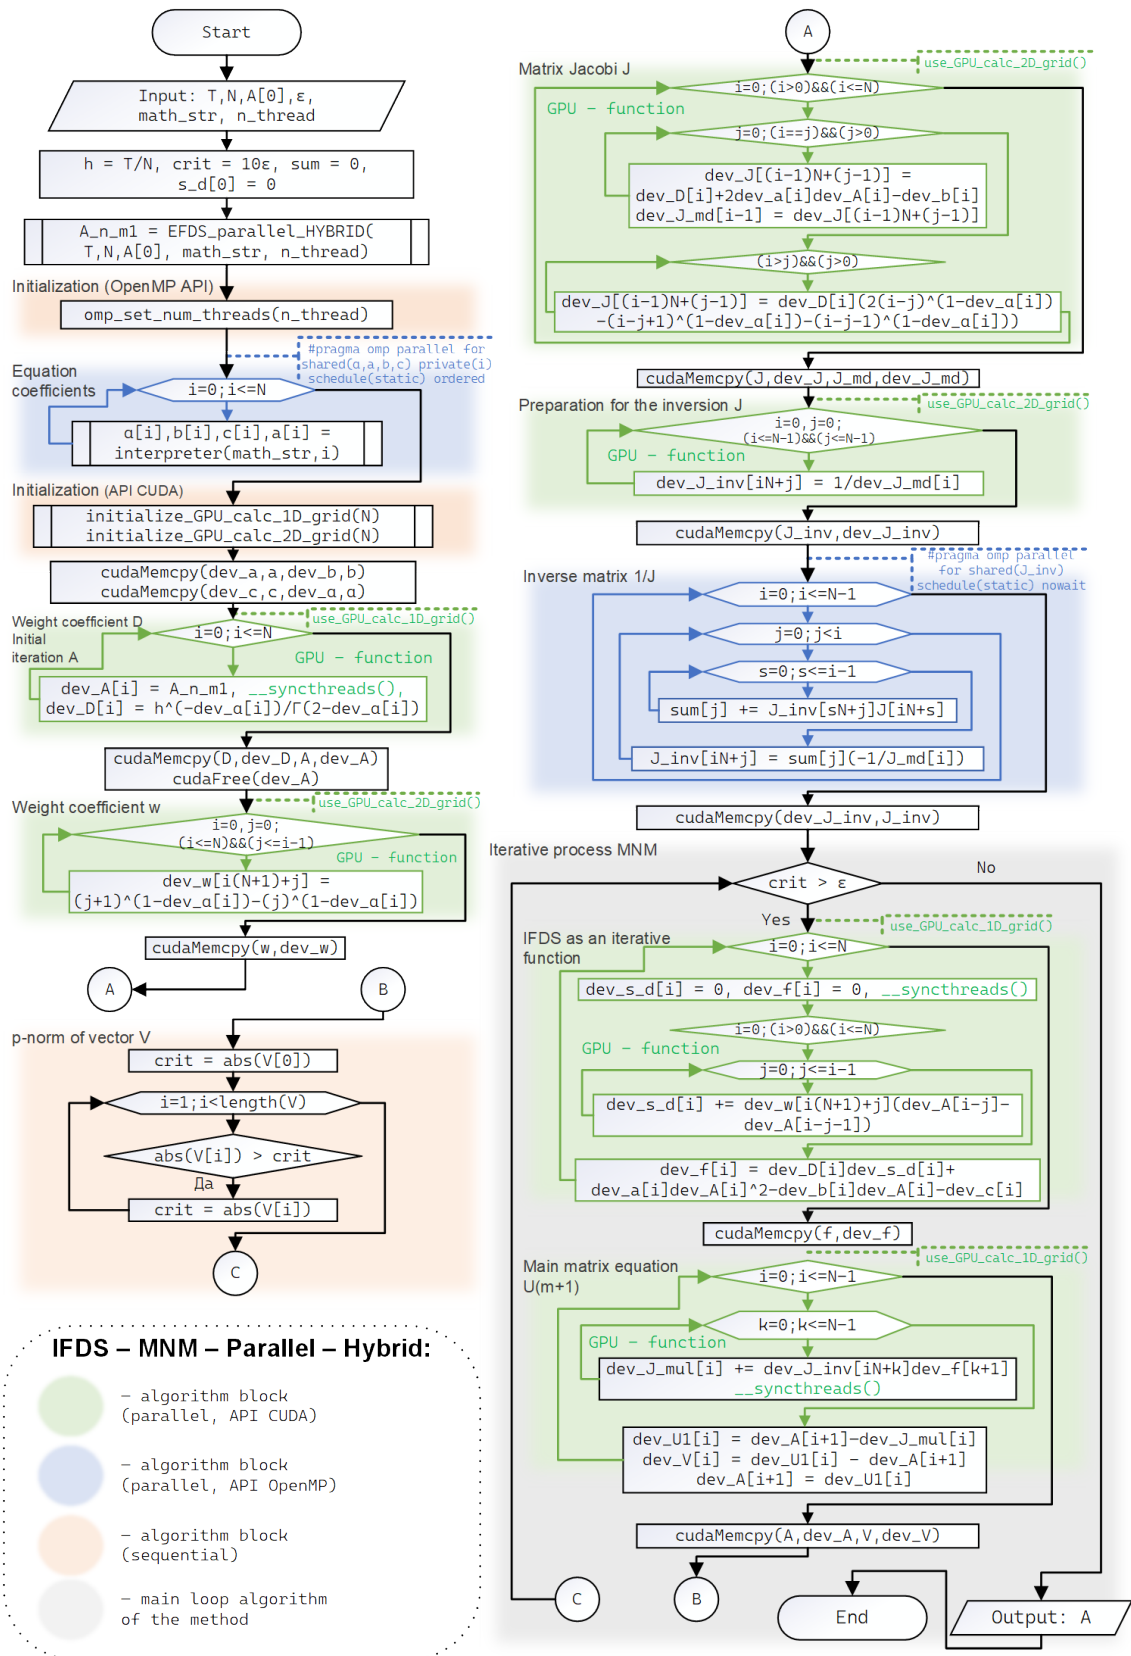 Start
Input: T,N,A[0],ε,
math_str, n_thread
h = T/N, crit = 10ε, sum = 0,
s_d[0] = 0
A_n_m1 = EFDS_parallel_HYBRID(
T,N,A[0], math_str, n_thread)
Initialization (OpenMP API)
omp_set_num_threads(n_thread)
#pragma omp parallel for
shared(α,a,b,c) private(i)
schedule(static) ordered
Equation
coefficients
i=0;i<=N
α[i],b[i],c[i],a[i] =
interpreter(math_str,i)
Initialization (API CUDA)
initialize_GPU_calc_1D_grid(N)
initialize_GPU_calc_2D_grid(N)
cudaMemcpy(dev_a,a,dev_b,b)
cudaMemcpy(dev_c,c,dev_α,α)
use_GPU_calc_1D_grid()
Weight coefficient D
Initial
iteration A
i=0;i<=N
GPU – function
dev_A[i] = A_n_m1, __syncthreads(),
dev_D[i] = h^(-dev_α[i])/Γ(2-dev_α[i])
cudaMemcpy(D,dev_D,A,dev_A)
cudaFree(dev_A)
use_GPU_calc_2D_grid()
Weight coefficient w
i=0,j=0;
(i<=N)&&(j<=i-1)
GPU – function
dev_w[i(N+1)+j] =
(j+1)^(1-dev_α[i])-(j)^(1-dev_α[i])
cudaMemcpy(w,dev_w)
A
B
p-norm of vector V
crit = abs(V[0])
i=1;i<length(V)
abs(V[i]) > crit
Да
crit = abs(V[i])
C
IFDS – MNM – Parallel – Hybrid:
– algorithm block
(parallel, API CUDA)
– algorithm block
(parallel, API OpenMP)
– algorithm block
(sequential)
– main loop algorithm
of the method
A
use_GPU_calc_2D_grid()
Matrix Jacobi J
i=0;(i>0)&&(i<=N)
GPU – function
j=0;(i==j)&&(j>0)
dev_J[(i-1)N+(j-1)] =
dev_D[i]+2dev_a[i]dev_A[i]-dev_b[i]
dev_J_md[i-1] = dev_J[(i-1)N+(j-1)]
(i>j)&&(j>0)
dev_J[(i-1)N+(j-1)] = dev_D[i](2(i-j)^(1-dev_α[i])
-(i-j+1)^(1-dev_α[i])-(i-j-1)^(1-dev_α[i]))
cudaMemcpy(J,dev_J,J_md,dev_J_md)
use_GPU_calc_2D_grid()
Preparation for the inversion J
i=0,j=0;
(i<=N-1)&&(j<=N-1)
GPU – function
dev_J_inv[iN+j] = 1/dev_J_md[i]
cudaMemcpy(J_inv,dev_J_inv)
#pragma omp parallel
for shared(J_inv)
schedule(static) nowait
Inverse matrix 1/J
i=0;i<=N-1
j=0;j<i
s=0;s<=i-1
sum[j] += J_inv[sN+j]J[iN+s]
J_inv[iN+j] = sum[j](-1/J_md[i])
cudaMemcpy(dev_J_inv,J_inv)
Iterative process MNM
crit > ε
No
Yes
use_GPU_calc_1D_grid()
IFDS as an iterative
function
i=0;i<=N
dev_s_d[i] = 0, dev_f[i] = 0, __syncthreads()
i=0;(i>0)&&(i<=N)
GPU – function
j=0;j<=i-1
dev_s_d[i] += dev_w[i(N+1)+j](dev_A[i-j]-
dev_A[i-j-1])
dev_f[i] = dev_D[i]dev_s_d[i]+
dev_a[i]dev_A[i]^2-dev_b[i]dev_A[i]-dev_c[i]
cudaMemcpy(f,dev_f)
use_GPU_calc_1D_grid()
Main matrix equation
U(m+1)
i=0;i<=N-1
k=0;k<=N-1
GPU – function
dev_J_mul[i] += dev_J_inv[iN+k]dev_f[k+1]
__syncthreads()
dev_U1[i] = dev_A[i+1]-dev_J_mul[i]
dev_V[i] = dev_U1[i] - dev_A[i+1]
dev_A[i+1] = dev_U1[i]
cudaMemcpy(A,dev_A,V,dev_V)
C
B
End
Output: A